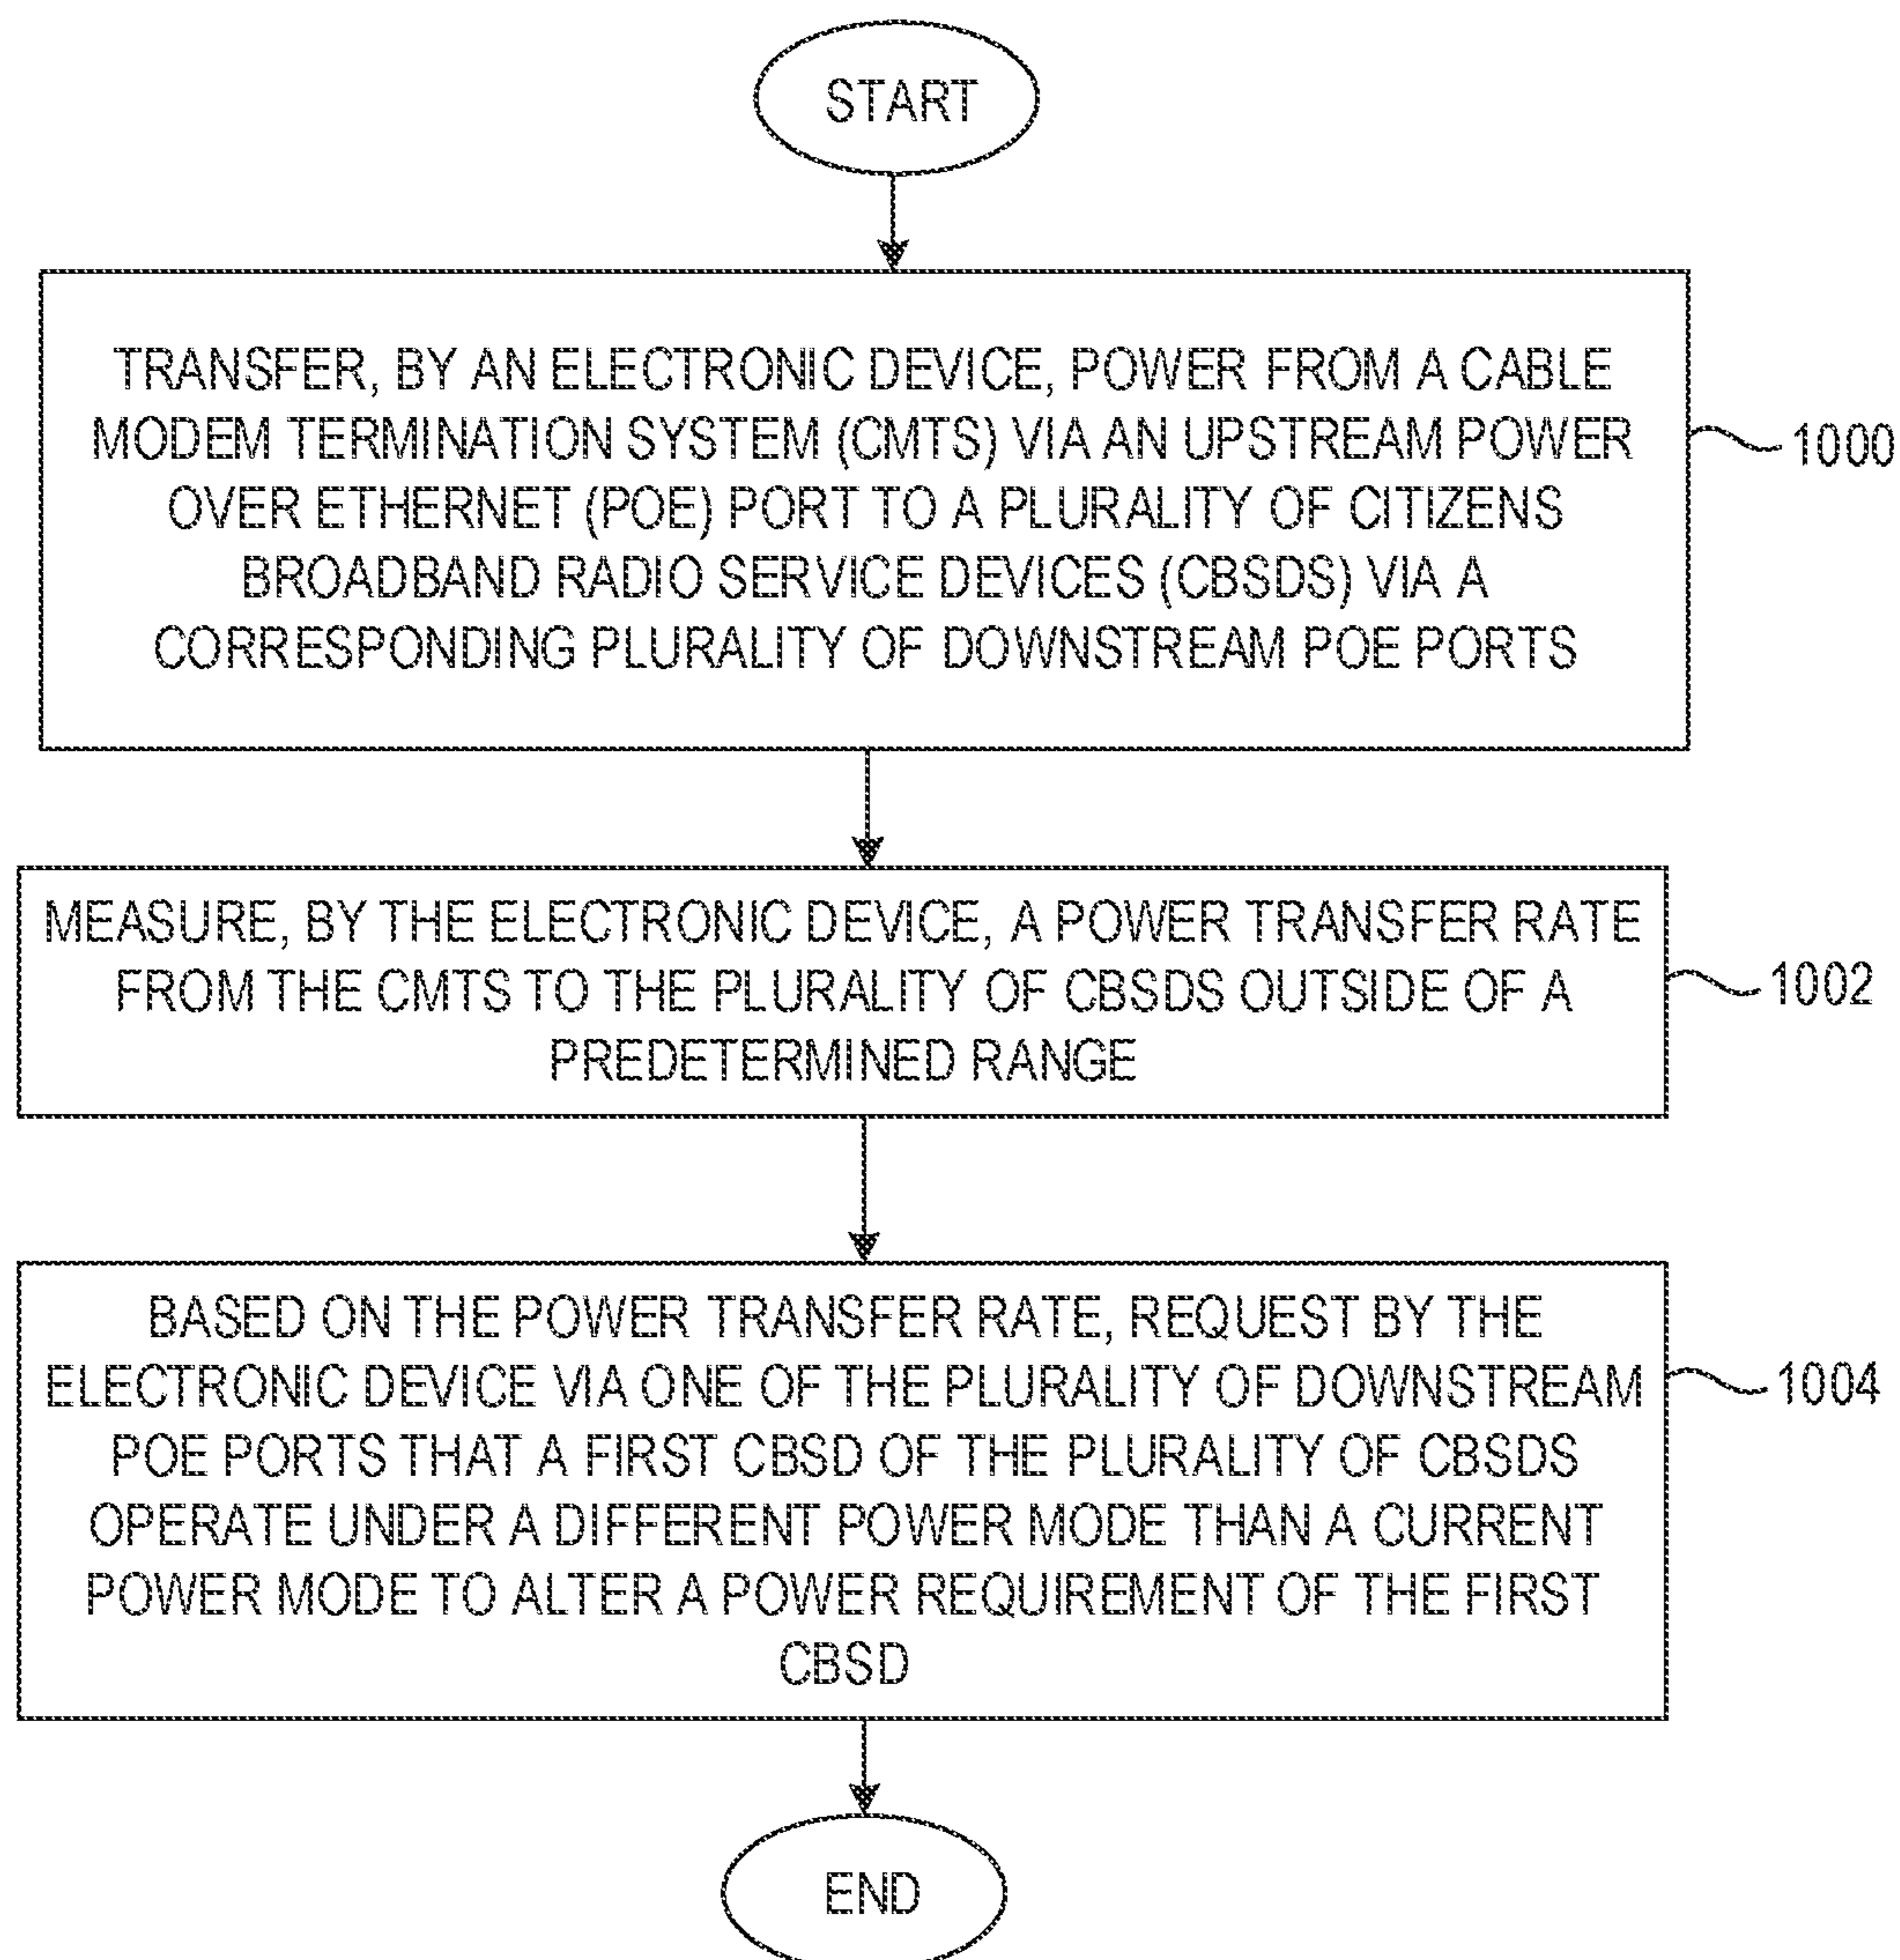 START
TRANSFER, BY AN ELECTRONIC DEVICE, POWER FROM A CABLE
MODEM TERMINATION SYSTEM (CMTS) VIA AN UPSTREAM POWER
OVER ETHERNET (POE) PORT TO A PLURALITY OF CITIZENS
BROADBAND RADIO SERVICE DEVICES (CBSDS) VIA A
CORRESPONDING PLURALITY OF DOWNSTREAM POE PORTS
1000
MEASURE, BY THE ELECTRONIC DEVICE, A POWER TRANSFER RATE
FROM THE CMTS TO THE PLURALITY OF CBSDS OUTSIDE OF A
PREDETERMINED RANGE
1002
BASED ON THE POWER TRANSFER RATE, REQUEST BY THE
ELECTRONIC DEVICE VIA ONE OF THE PLURALITY OF DOWNSTREAM
POE PORTS THAT A FIRST CBSD OF THE PLURALITY OF CBSDS
OPERATE UNDER A DIFFERENT POWER MODE THAN A CURRENT
POWER MODE TO ALTER A POWER REQUIREMENT OF THE FIRST
CBSD
1004
END